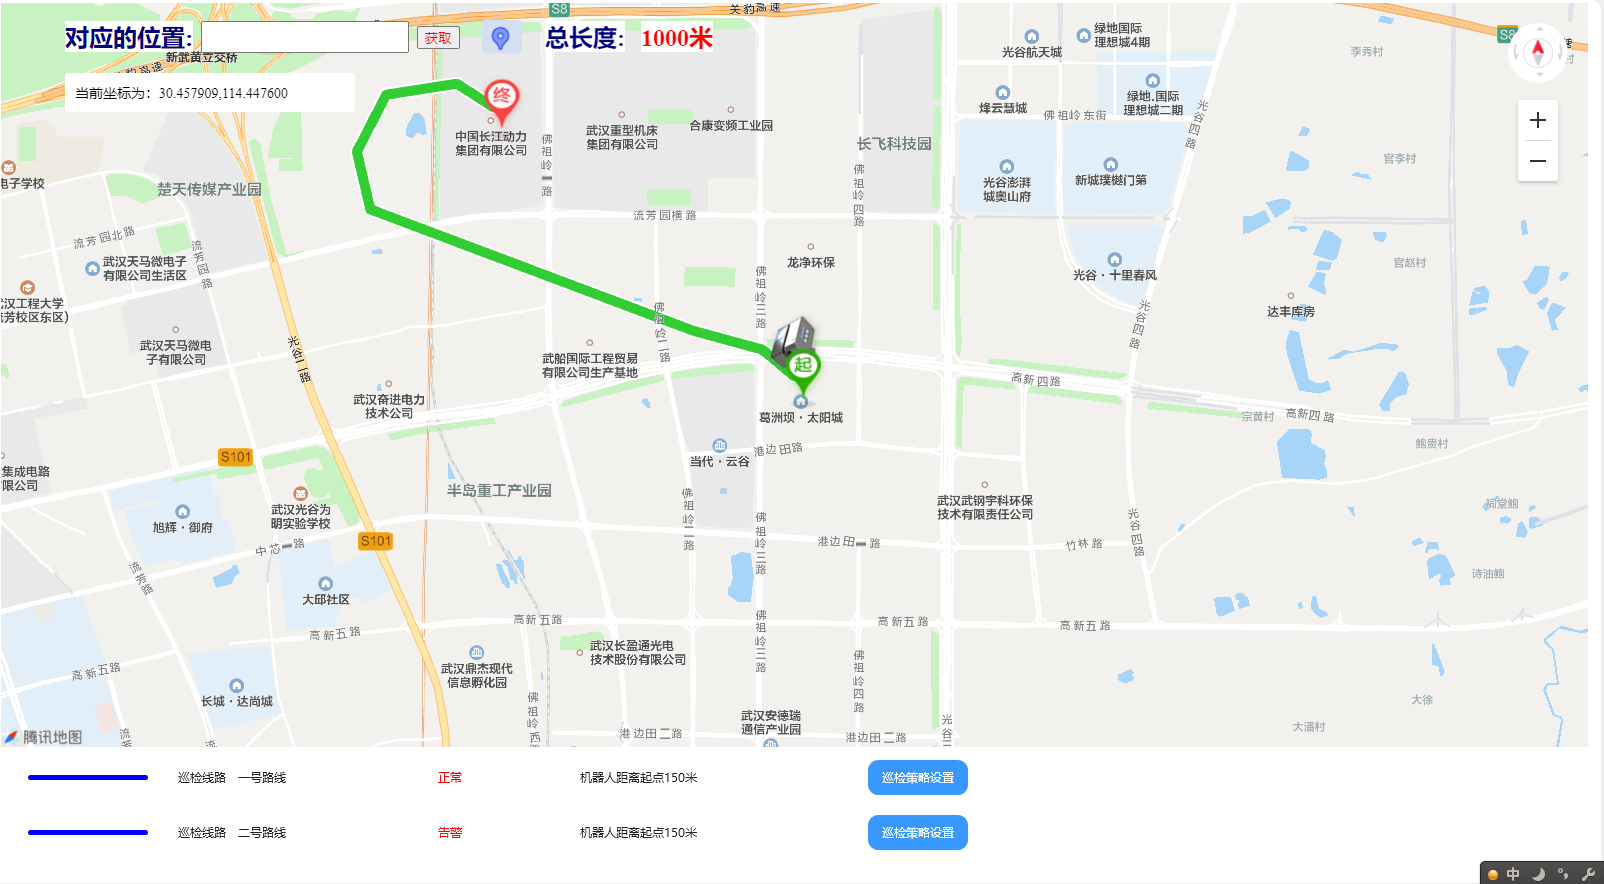 S8
关豹高速
对应的位置:
获取
总长度:
1000米
新武黄立交桥
豹高速
当前坐标为：30.457909,114.447600
终
中国长江动力
集团有限公司
武汉重型机床
集团有限公司
合康变频工业园
长飞科技园
光谷航天城
绿地国际
理想城4期
烽云慧城
绿地.国际
理想城二期
佛祖岭东街
光谷四路
李秀村
S8
官李村
电子学校
楚天传媒产业园
佛祖岭一路
佛祖岭四路
光谷澎湃
城奥山府
新城璞樾门第
流芳园横路
流芳园北路
流芳园路
武汉天马微电子
有限公司生活区
龙净环保
佛祖岭三路
光谷·十里春风
官赵村
汉工程大学
芳校区东区)
达丰库房
佛祖岭二路
光谷四路
武汉天马微电
子有限公司
光谷一路
起
武船国际工程贸易
有限公司生产基地
高新四路
武汉奋进电力
技术公司
葛洲坝·太阳城
宗黄村
高新四路
鲍贵村
S101
集成电路
限公司
当代·云谷
港边田路
半岛重工产业园
武汉光谷为
明实验学校
武汉武钢宇科环保
技术有限责任公司
祠堂鲍
旭辉·御府
佛祖岭二路
佛祖岭三路
光谷四路
S101
中芯一路
港边田一路
竹林路
流芳路
诗油鲍
大邱社区
高新五路
高新五路
佛祖岭三路
高新五路
高新五路
武汉长盈通光电
技术股份有限公司
武汉鼎杰现代
信息孵化园
高新五路
佛祖岭四路
长城·达尚城
佛祖岭西路
大徐
武汉安德瑞
通信产业园
港边田二路
港边田二路
大潘村
腾讯地图
巡检线路 一号路线
正常
机器人距离起点150米
巡检策略设置
巡检线路 二号路线
告警
机器人距离起点150米
巡检策略设置
中